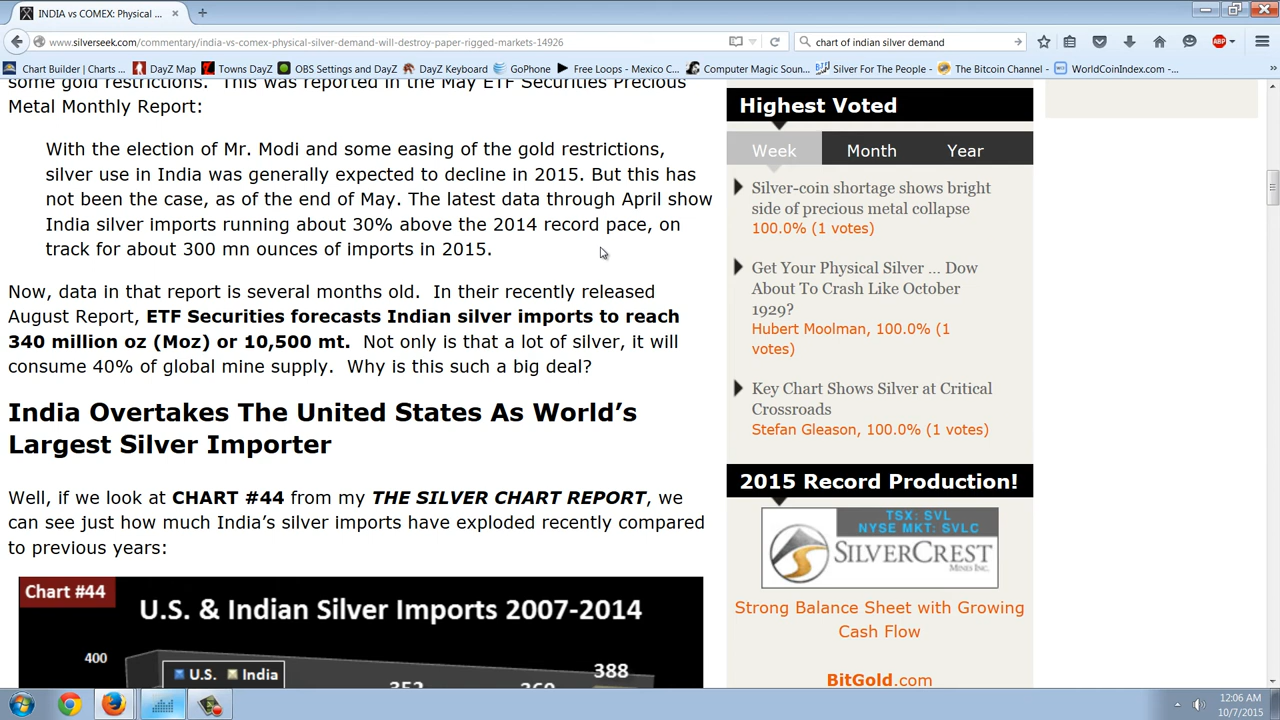 INDIA vs COMEX: Physical ...
www.silverseek.com/commentary/india-vs-comex-physical-silver-demand-will-destroy-paper-rigged-markets-14926
chart of indian silver demand
ABP
Chart Builder | Charts ...
DayZ Map
Towns DayZ
OBS Settings and DayZ
DayZ Keyboard
GoPhone
Free Loops - Mexico C...
Computer Magic Soun...
Silver For The People - ...
The Bitcoin Channel - ...
WorldCoinIndex.com - ...
some gold restrictions. This was reported in the May ETF Securities Precious
Metal Monthly Report:
With the election of Mr. Modi and some easing of the gold restrictions,
silver use in India was generally expected to decline in 2015. But this has
not been the case, as of the end of May. The latest data through April show
India silver imports running about 30% above the 2014 record pace, on
track for about 300 mn ounces of imports in 2015.
Now, data in that report is several months old. In their recently released
August Report, ETF Securities forecasts Indian silver imports to reach
340 million oz (Moz) or 10,500 mt. Not only is that a lot of silver, it will
consume 40% of global mine supply. Why is this such a big deal?
India Overtakes The United States As World's
Largest Silver Importer
Well, if we look at CHART #44 from my THE SILVER CHART REPORT, we
can see just how much India's silver imports have exploded recently compared
to previous years:
Chart #44
U.S. & Indian Silver Imports 2007-2014
400
U.S. India
352
360
388
Highest Voted
Week Month Year
Silver-coin shortage shows bright
side of precious metal collapse
100.0% (1 votes)
Get Your Physical Silver ... Dow
About To Crash Like October
1929?
Hubert Moolman, 100.0% (1
votes)
Key Chart Shows Silver at Critical
Crossroads
Stefan Gleason, 100.0% (1 votes)
2015 Record Production!
TSX: SVL
NYSE MKT: SVLC
SILVERCREST
MINES INC.
Strong Balance Sheet with Growing
Cash Flow
BitGold.com
12:06 AM
10/7/2015